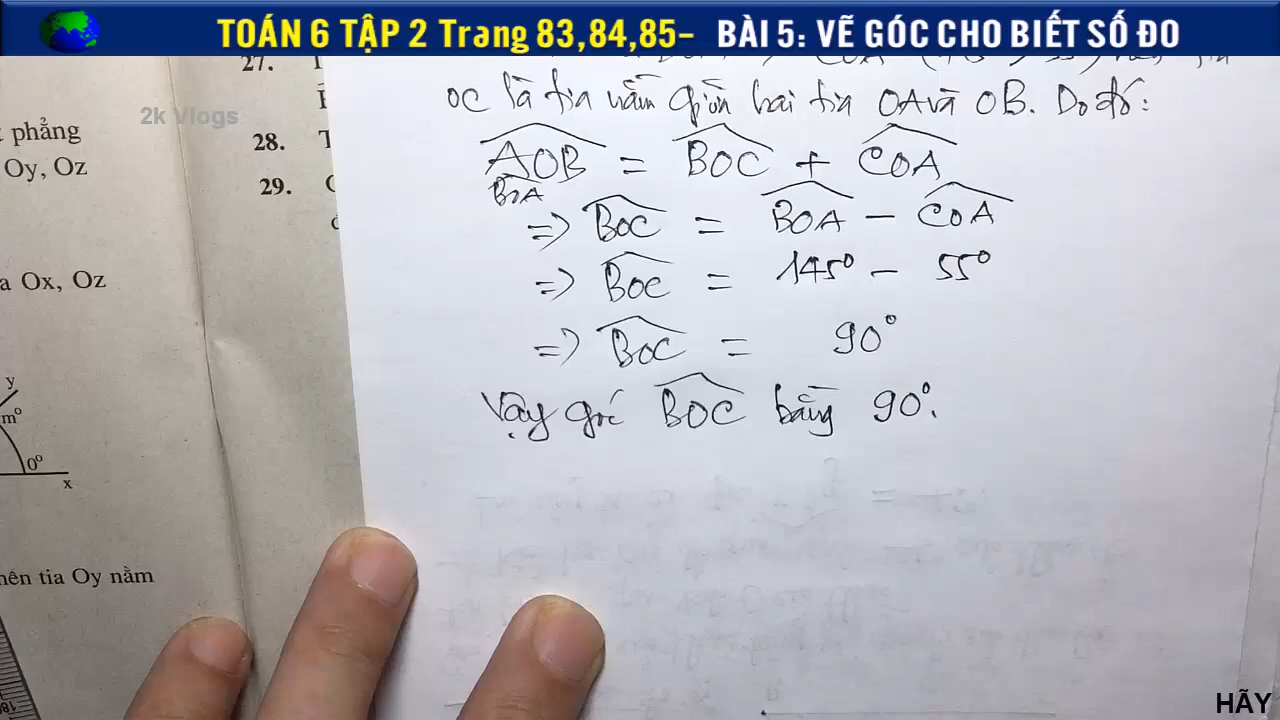 TOÁN 6 TẬP 2 Trang 83,84,85- BÀI 5: VẼ GÓC CHO BIẾT SỐ ĐO
2k Vlogs
phẳng
Oy, Oz
a Ox, Oz
y
m°
0°
x
nên tia Oy nằm
180
27.
28. T
29.
OC là tia nằm giữa hai tia OA và OB. Do đó:
AOB = BOC + COA
BOA
=> BOC = BOA - COA
=> BOC = 145° - 55°
=> BOC = 90°
Vậy góc BOC bằng 90°.
HÃY